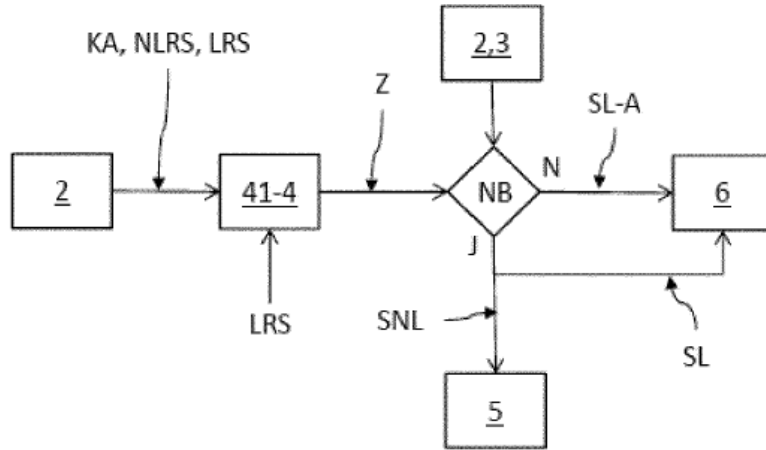 KA, NLRS, LRS
2,3
Z
SL-A
2
41-4
NB
N
6
J
LRS
SNL
SL
5